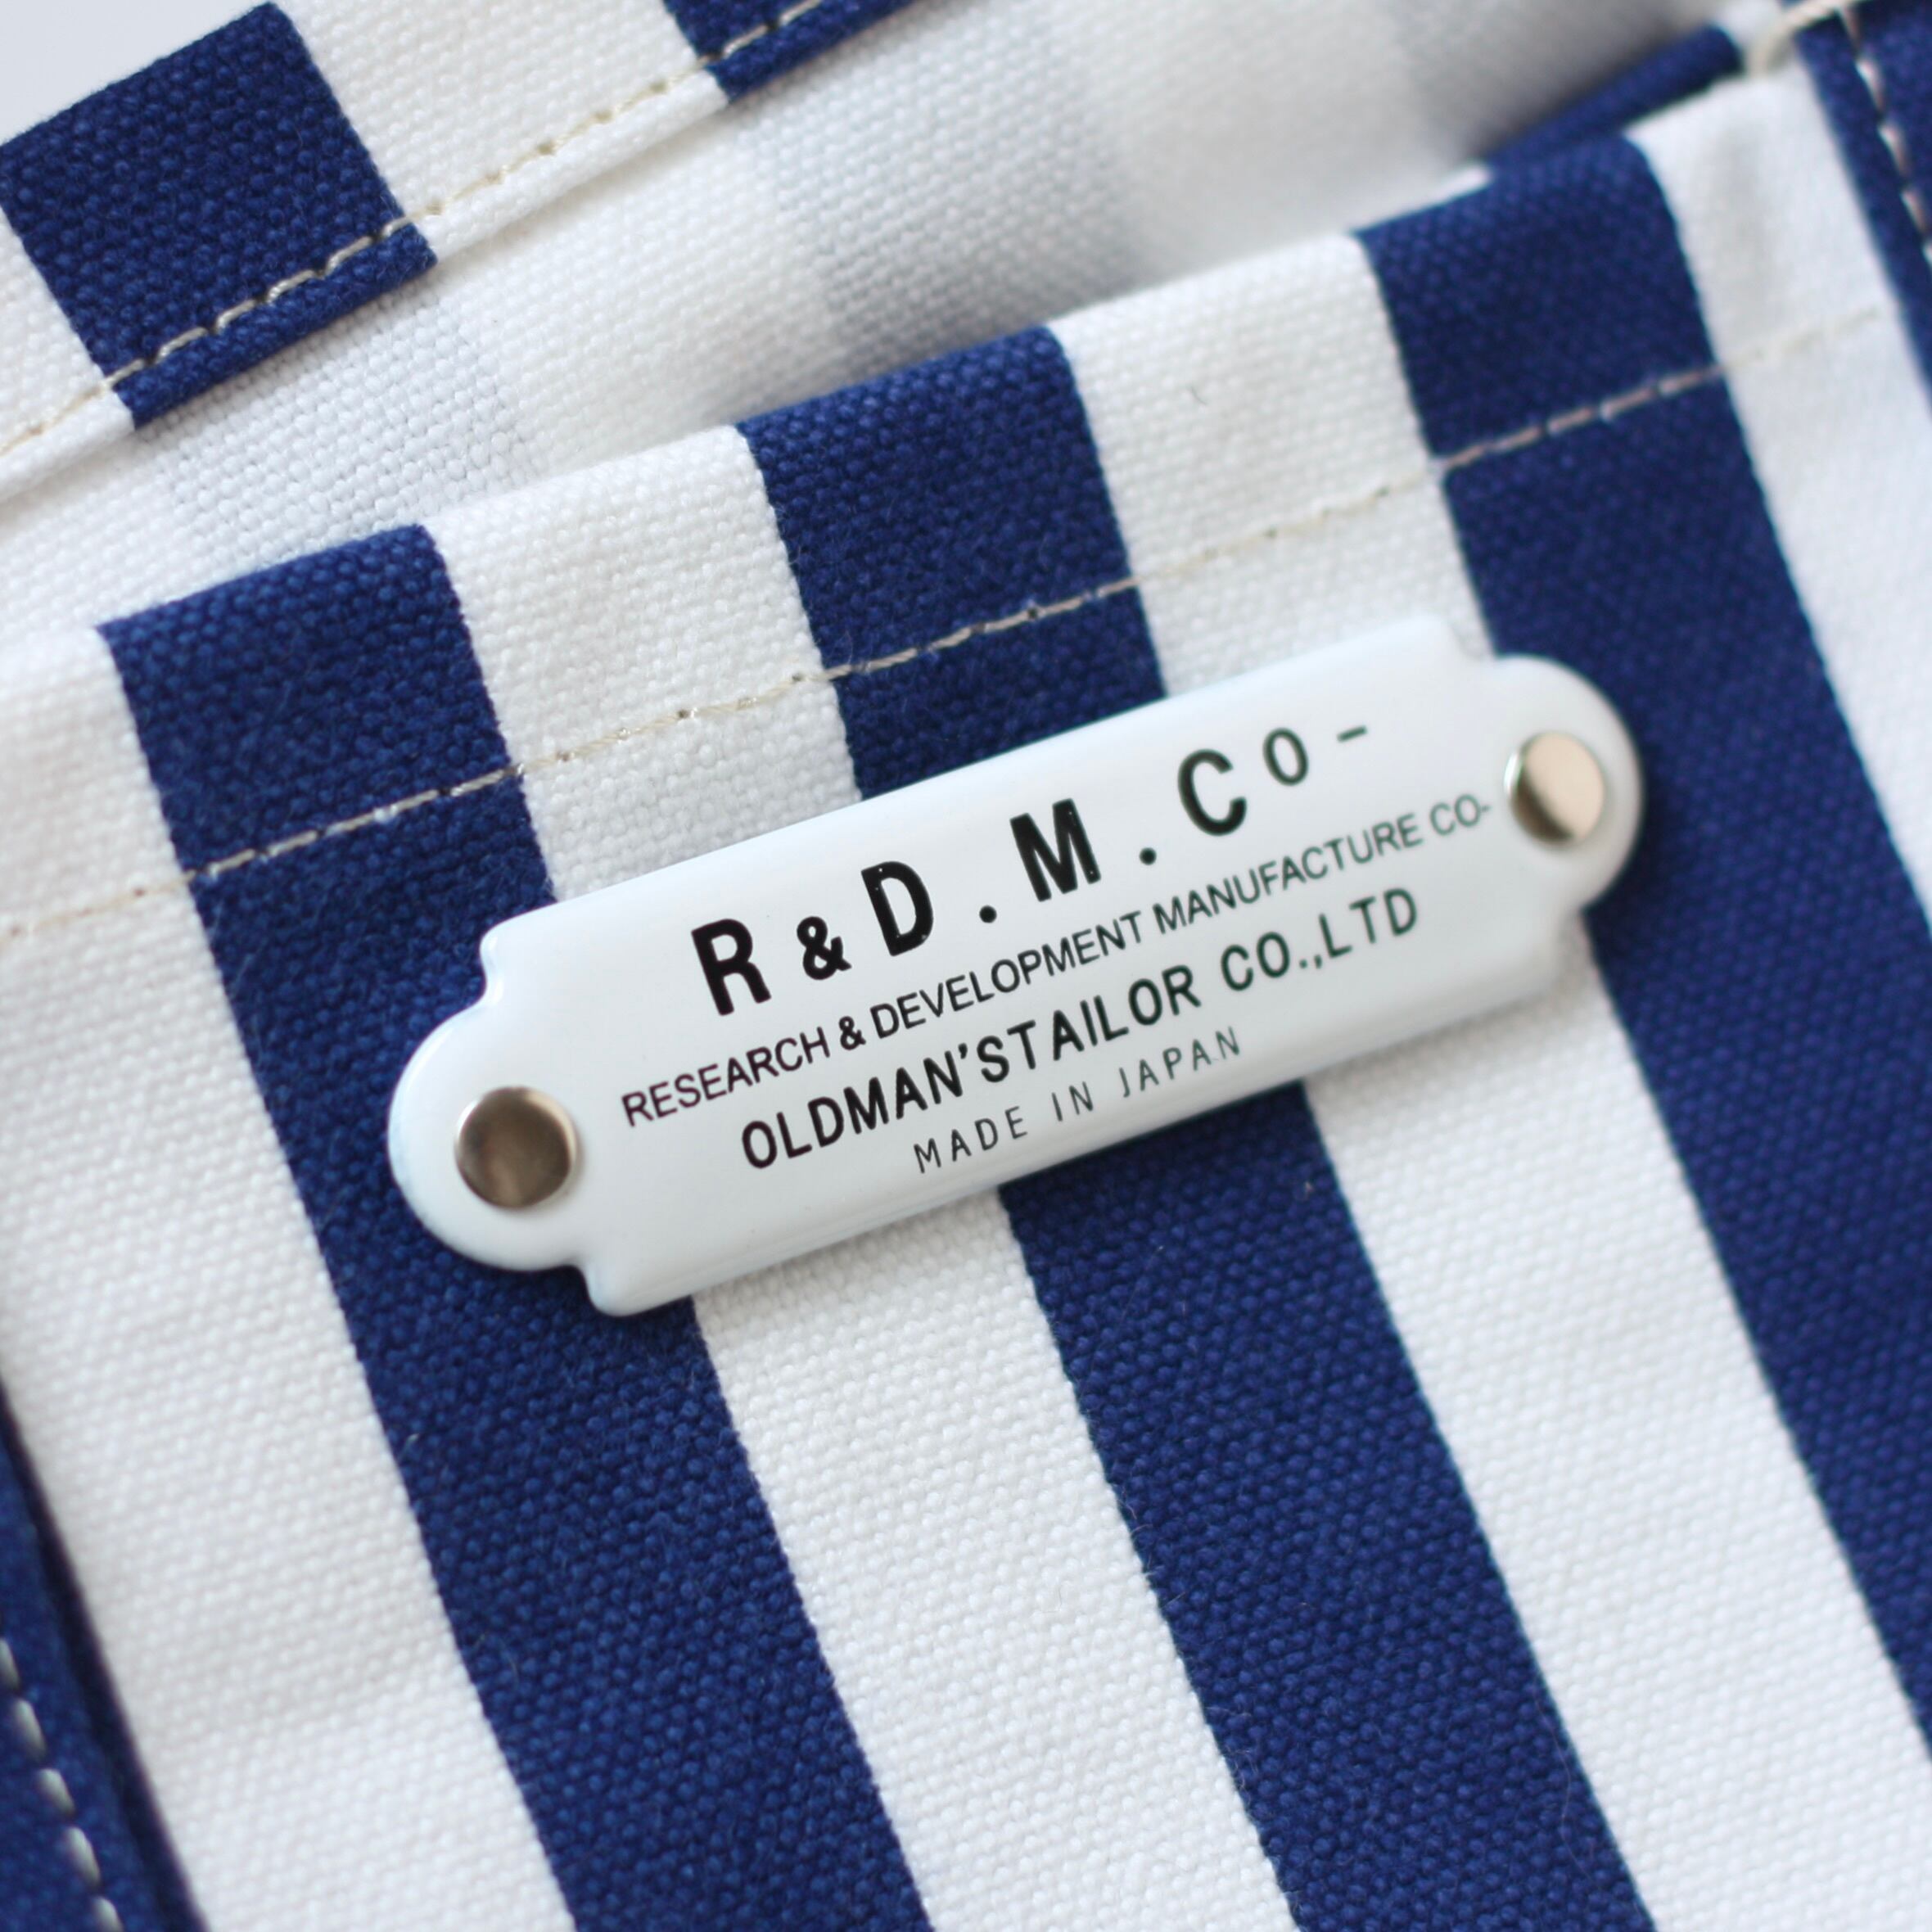 R&D.M.Co-
RESEARCH & DEVELOPMENT MANUFACTURE CO-
OLDMAN'STAILOR CO.,LTD
MADE IN JAPAN